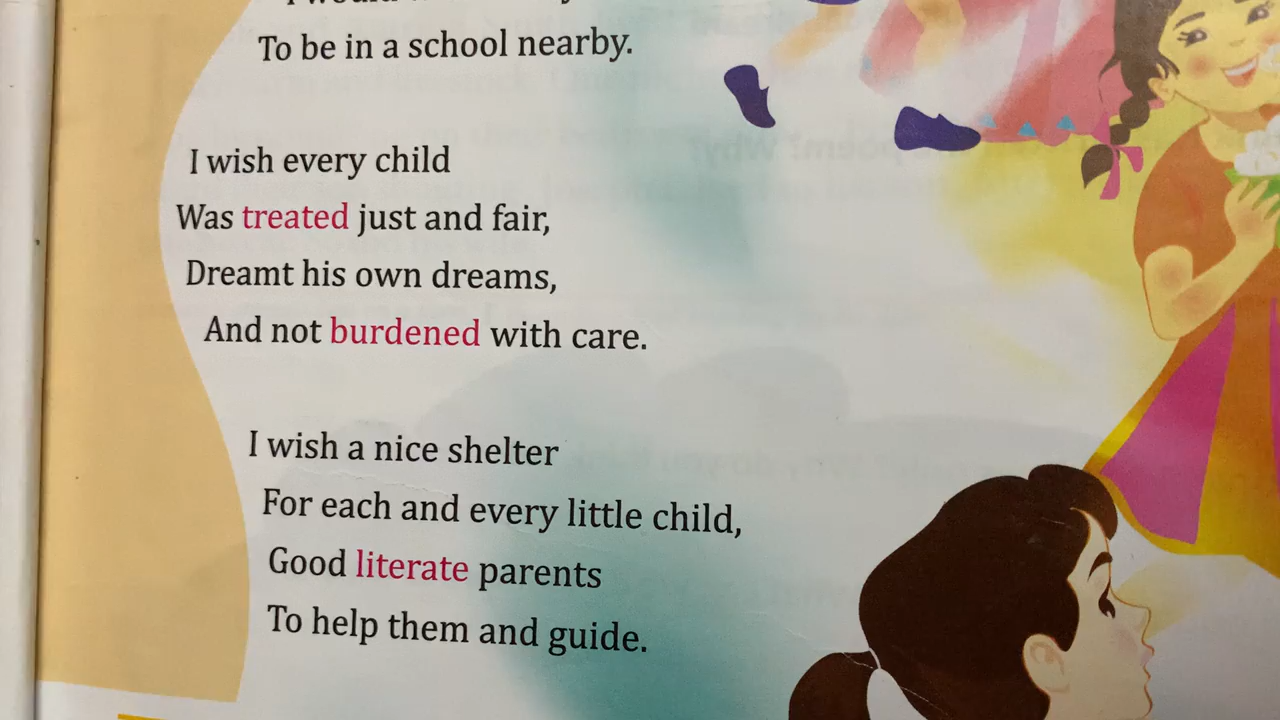 I would
To be in a school nearby.
I wish every child
Was treated just and fair,
Dreamt his own dreams,
And not burdened with care.
I wish a nice shelter
For each and every little child,
Good literate parents
To help them and guide.